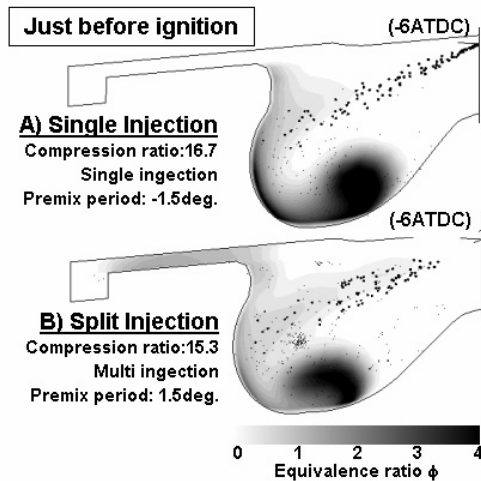 Just before ignition
(-6ATDC)
A) Single Injection
Compression ratio:16.7
Single ingection
Premix period: -1.5deg.
(-6ATDC)
B) Split Injection
Compression ratio:15.3
Multi ingection
Premix period: 1.5deg.
0 1 2 3 4
Equivalence ratio ϕ